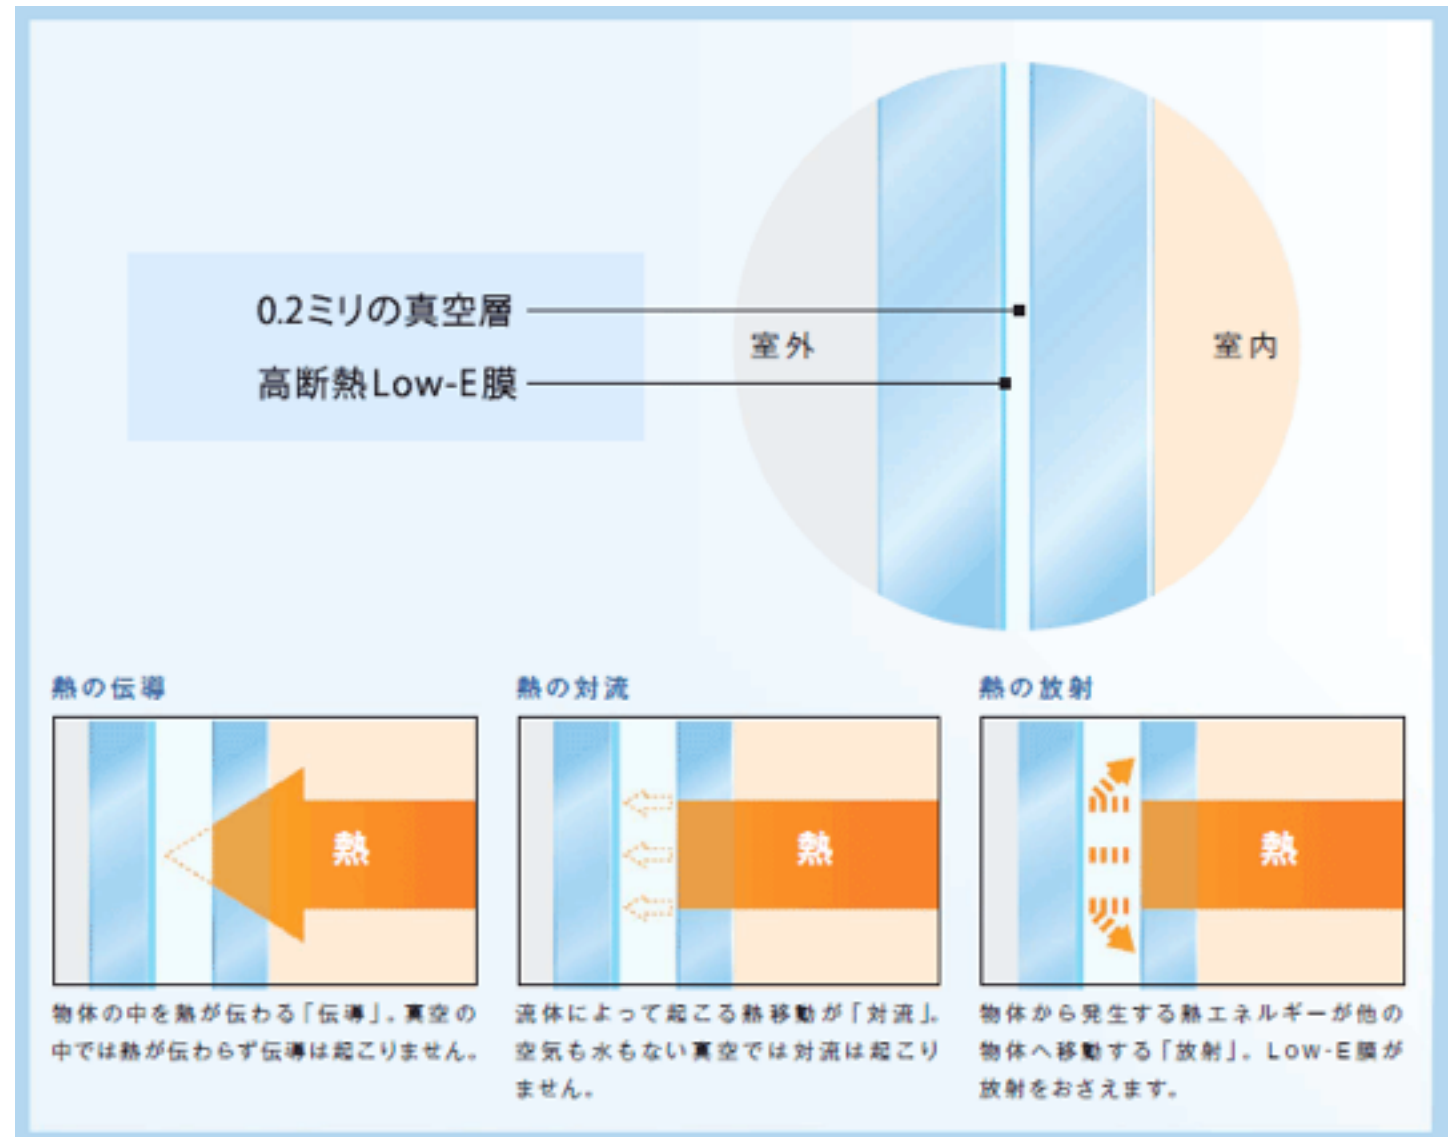 0.2ミリの真空層
高断熱Low-E膜
室外
室内
熱の伝導
熱
物体の中を熱が伝わる「伝導」。真空の
中では熱が伝わらず伝導は起こりません。
熱の対流
熱
流体によって起こる熱移動が「対流」。
空気も水もない真空では対流は起こり
ません。
熱の放射
熱
物体から発生する熱エネルギーが他の
物体へ移動する「放射」。Low-E膜が
放射をおさえます。